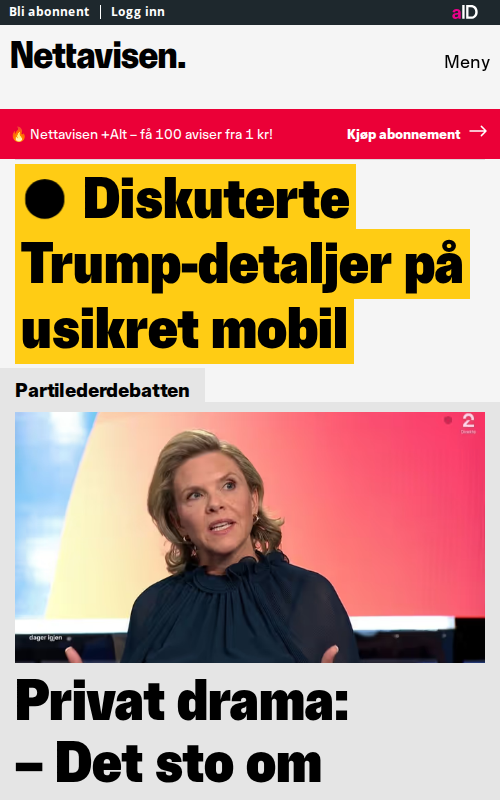 Bli abonnent | Logg inn
aID
Nettavisen.
Meny
🔥 Nettavisen +Alt – få 100 aviser fra 1 kr!
Kjøp abonnement →
● Diskuterte
Trump-detaljer på
usikret mobil
Partilederdebatten
2
dager igjen
Privat drama:
– Det sto om